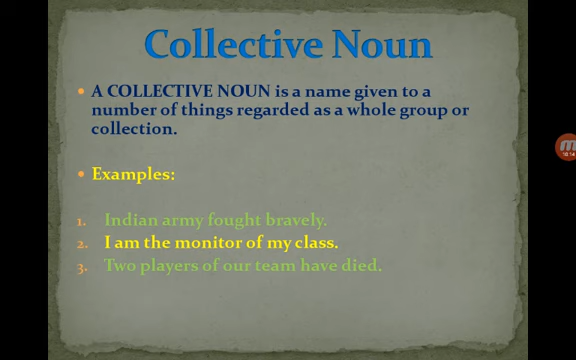 Collective Noun
• A COLLECTIVE NOUN is a name given to a
number of things regarded as a whole group or
collection.
• Examples:
1. Indian army fought bravely.
2. I am the monitor of my class.
3. Two players of our team have died.